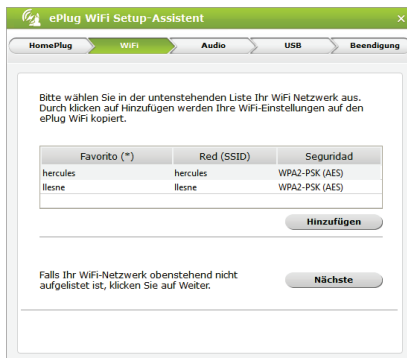 ePlug WiFi Setup-Assistent
HomePlug WiFi Audio USB Beendigung
Bitte wählen Sie in der untenstehenden Liste Ihr WiFi Netzwerk aus.
Durch klicken auf Hinzufügen werden Ihre WiFi-Einstellungen auf den
ePlug WiFi kopiert.
Favorito (*) Red (SSID) Seguridad
hercules hercules WPA2-PSK (AES)
llesne llesne WPA2-PSK (AES)
Hinzufügen
Falls Ihr WiFi-Netzwerk obenstehend nicht
aufgelistet ist, klicken Sie auf Weiter.
Nächste